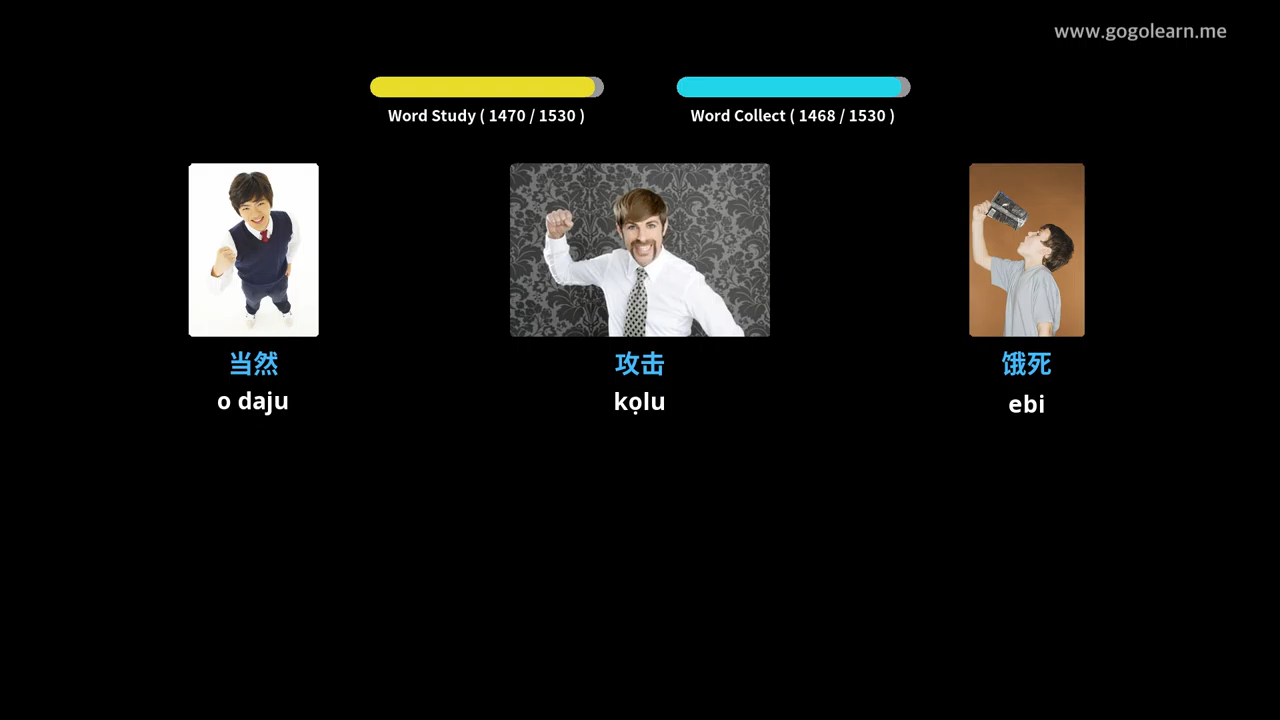 www.gogolearn.me
Word Study ( 1470 / 1530 )
Word Collect ( 1468 / 1530 )
当然
攻击
饿死
o daju
kọlu
ebi